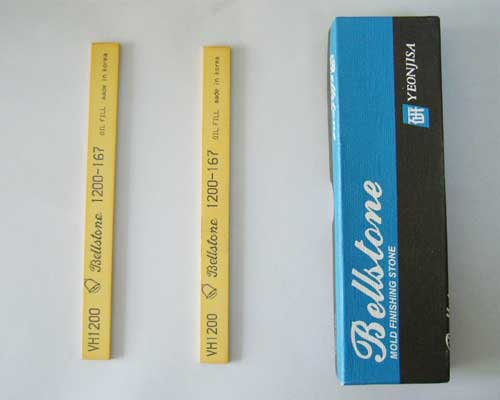 VH1200 Bellstone 1200-167 OIL FILL made in korea
VH1200 Bellstone 1200-167 OIL FILL made in korea
Bellstone
MOLD FINISHING STONE
研 YEONJISA